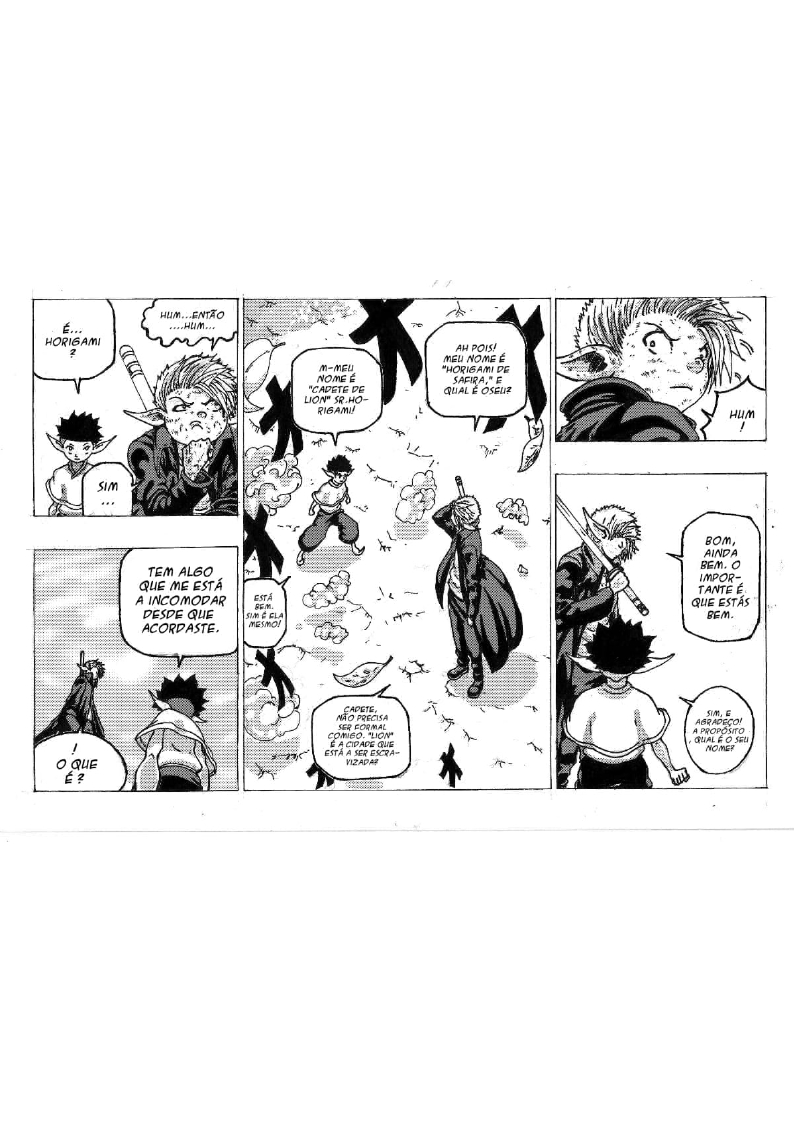 HUM
!
BOM,
AINDA
BEM. O
IMPOR-
TANTE É
QUE ESTÁS
BEM.
SIM, E
AGRADEÇO!
A PROPÓSITO
, QUAL É O SEU
NOME?
AH POIS!
MEU NOME É
"HORIGAMI DE
SAFIRA," E
QUAL É OSEU?
M-MEU
NOME É
"CADETE DE
LION" SR.HO-
RIGAMI!
CADETE,
NÃO PRECISA
SER FORMAL
COMIGO. "LION"
É A CIDADE QUE
ESTÁ A SER ESCRA-
VIZADA?
ESTÁ
BEM.
SIM É ELA
MESMO!
HUM...ENTÃO
....HUM...
É...
HORIGAMI
?
SIM
...
TEM ALGO
QUE ME ESTÁ
A INCOMODAR
DESDE QUE
ACORDASTE.
!
O QUE
É?